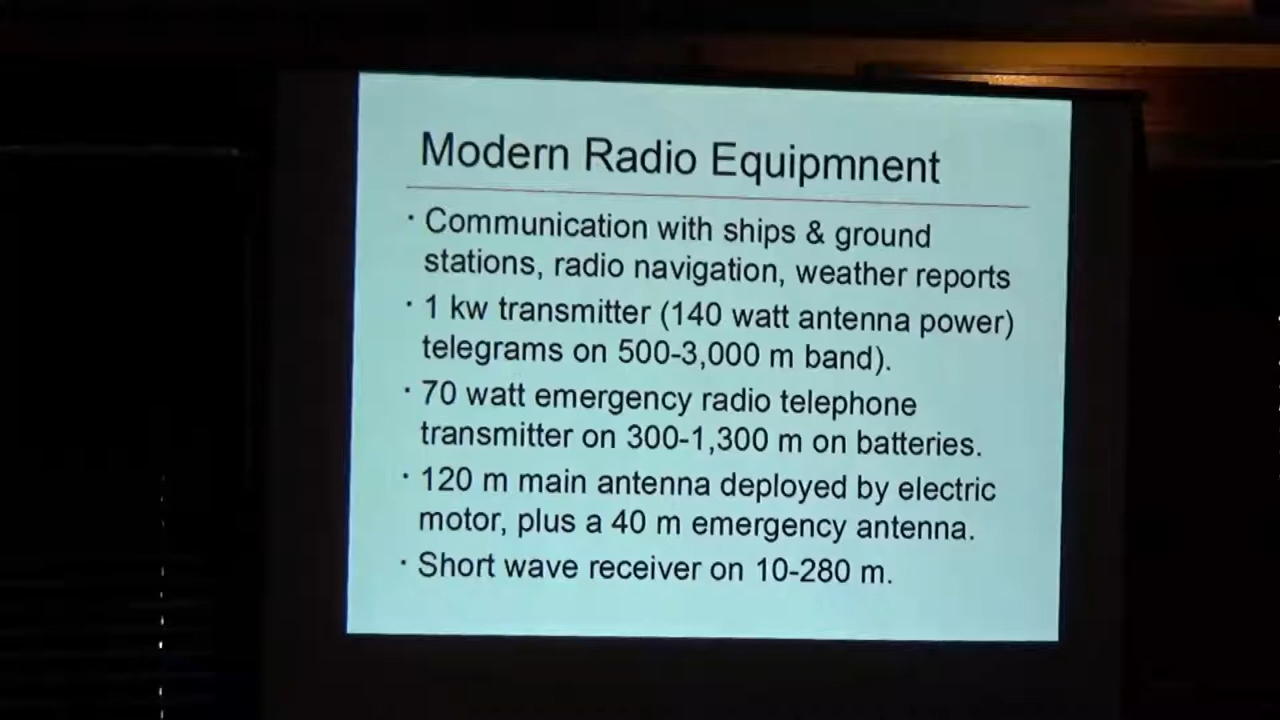 Modern Radio Equipmnent
· Communication with ships & ground
stations, radio navigation, weather reports
· 1 kw transmitter (140 watt antenna power)
telegrams on 500-3,000 m band).
· 70 watt emergency radio telephone
transmitter on 300-1,300 m on batteries.
· 120 m main antenna deployed by electric
motor, plus a 40 m emergency antenna.
· Short wave receiver on 10-280 m.